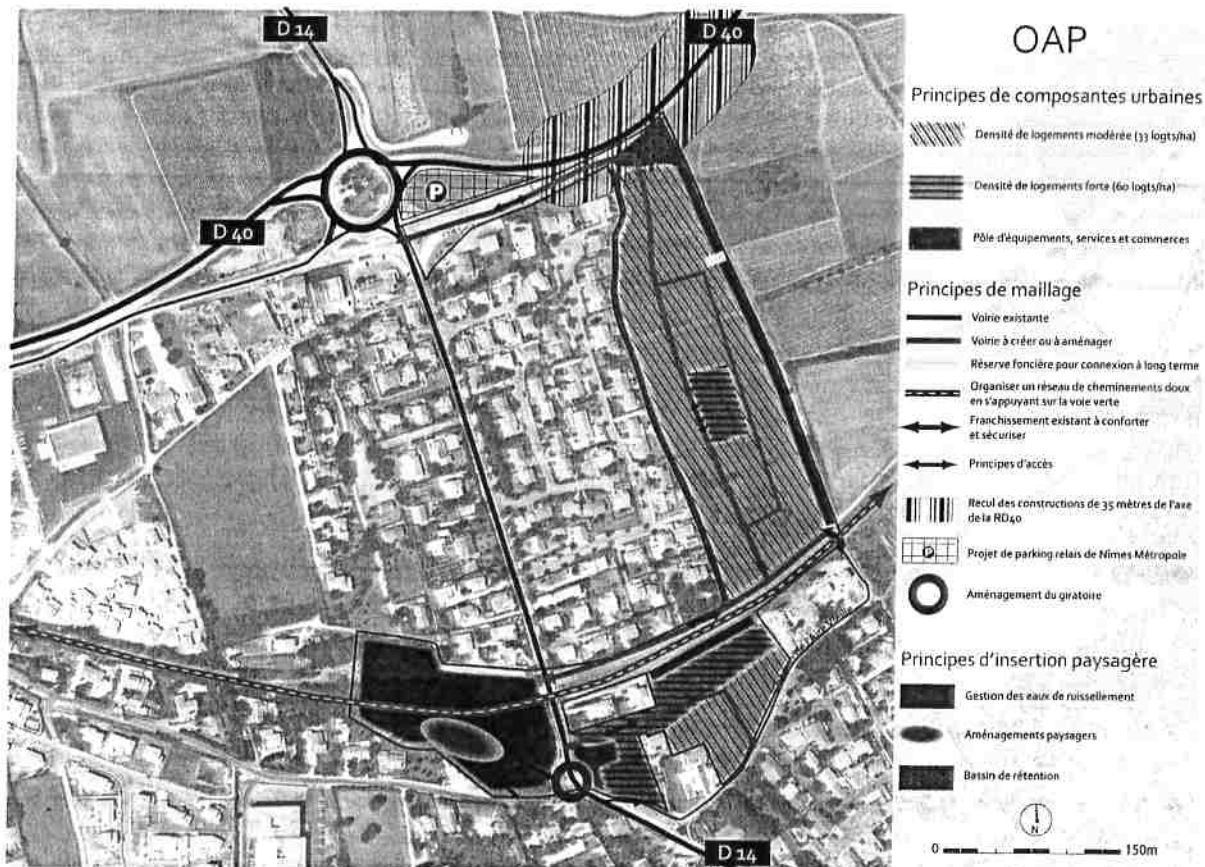 D 14
D 40
P
D 40
D 14
OAP
Principes de composantes urbaines
Densité de logements modérée (33 logts/ha)
Densité de logements forte (60 logts/ha)
Pôle d'équipements, services et commerces
Principes de maillage
Voirie existante
Voirie à créer ou à aménager
Réserve foncière pour connexion à long terme
Organiser un réseau de cheminements doux
en s'appuyant sur la voie verte
Franchissement existant à conforter
et sécuriser
Principes d'accès
Recul des constructions de 35 mètres de l'axe
de la RD40
P
Projet de parking relais de Nîmes Métropole
Aménagement du giratoire
Principes d'insertion paysagère
Gestion des eaux de ruissellement
Aménagements paysagers
Bassin de rétention
N
0 150m